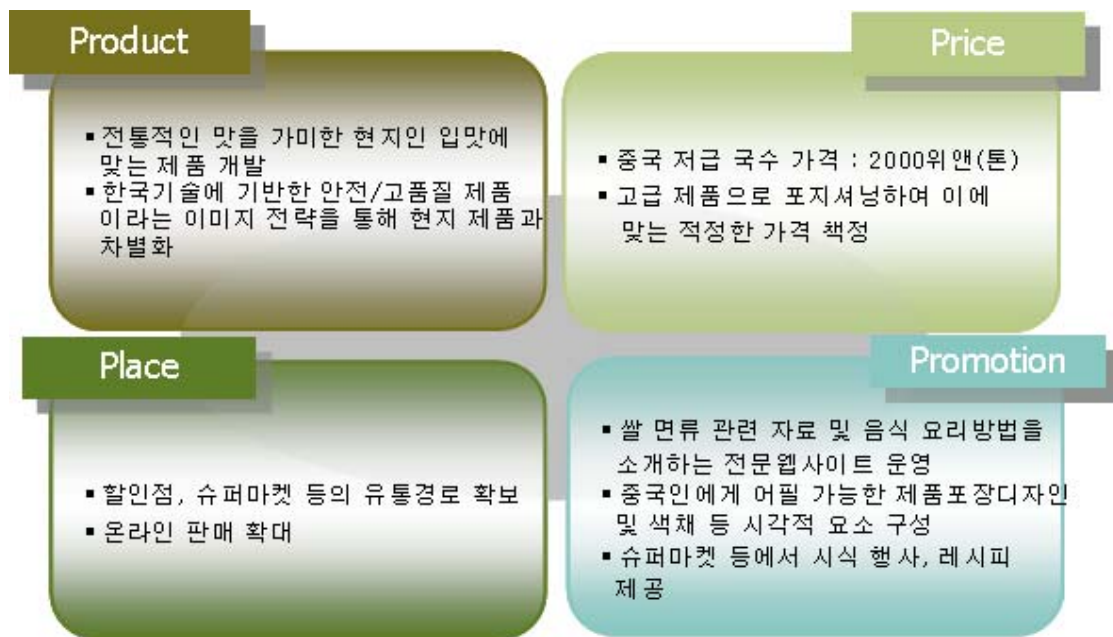 Product
▪ 전통적인 맛을 가미한 현지인 입맛에
맞는 제품 개발
▪ 한국기술에 기반한 안전/고품질 제품
이라는 이미지 전략을 통해 현지 제품과
차별화
Price
▪ 중국 저급 국수 가격 : 2000위앤(톤)
▪ 고급 제품으로 포지셔닝하여 이에
맞는 적정한 가격 책정
Place
▪ 할인점, 슈퍼마켓 등의 유통경로 확보
▪ 온라인 판매 확대
Promotion
▪ 쌀 면류 관련 자료 및 음식 요리방법을
소개하는 전문웹사이트 운영
▪ 중국인에게 어필 가능한 제품포장디자인
및 색채 등 시각적 요소 구성
▪ 슈퍼마켓 등에서 시식 행사, 레시피
제공